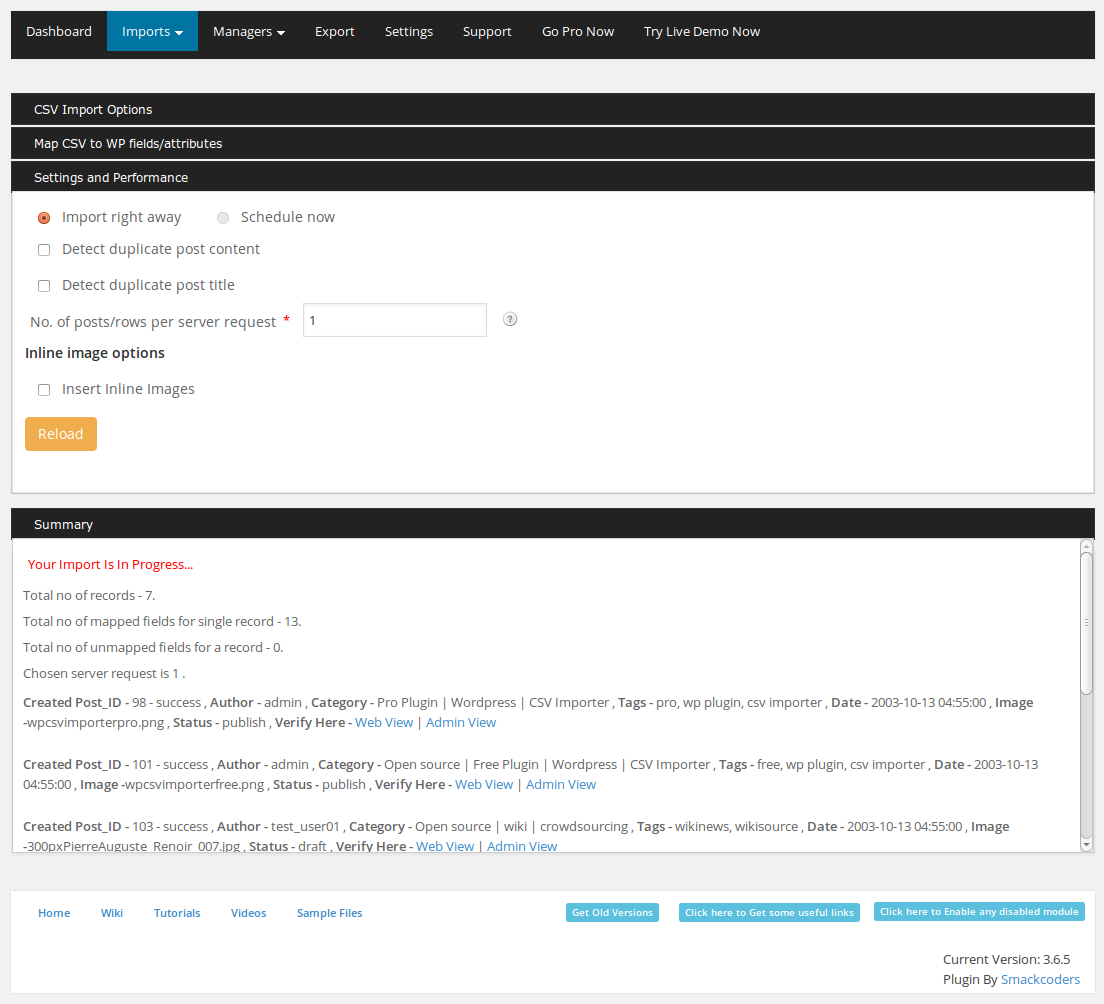 Dashboard Imports Managers Export Settings Support Go Pro Now Try Live Demo Now
CSV Import Options
Map CSV to WP fields/attributes
Settings and Performance
Import right away Schedule now
Detect duplicate post content
Detect duplicate post title
No. of posts/rows per server request * 1 ?
Inline image options
Insert Inline Images
Reload
Summary
Your Import Is In Progress...
Total no of records - 7.
Total no of mapped fields for single record - 13.
Total no of unmapped fields for a record - 0.
Chosen server request is 1 .
Created Post_ID - 98 - success , Author - admin , Category - Pro Plugin | Wordpress | CSV Importer , Tags - pro, wp plugin, csv importer , Date - 2003-10-13 04:55:00 , Image
-wpcsvimporterpro.png , Status - publish , Verify Here - Web View | Admin View
Created Post_ID - 101 - success , Author - admin , Category - Open source | Free Plugin | Wordpress | CSV Importer , Tags - free, wp plugin, csv importer , Date - 2003-10-13
04:55:00 , Image -wpcsvimporterfree.png , Status - publish , Verify Here - Web View | Admin View
Created Post_ID - 103 - success , Author - test_user01 , Category - Open source | wiki | crowdsourcing , Tags - wikinews, wikisource , Date - 2003-10-13 04:55:00 , Image
-300pxPierreAuguste_Renoir_007.jpg , Status - draft , Verify Here - Web View | Admin View
Home Wiki Tutorials Videos Sample Files Get Old Versions Click here to Get some useful links Click here to Enable any disabled module
Current Version: 3.6.5
Plugin By Smackcoders